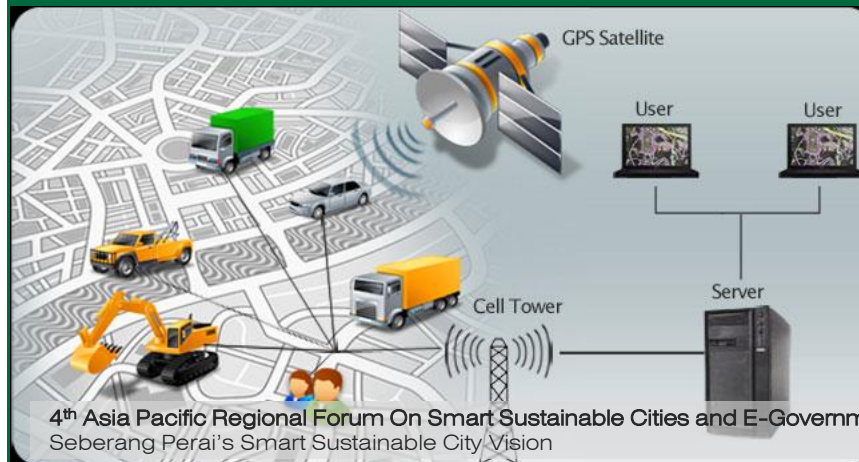 GPS Satellite
User
User
Cell Tower
Server
4th Asia Pacific Regional Forum On Smart Sustainable Cities and
Seberang Perai's Smart Sustainable City Vision